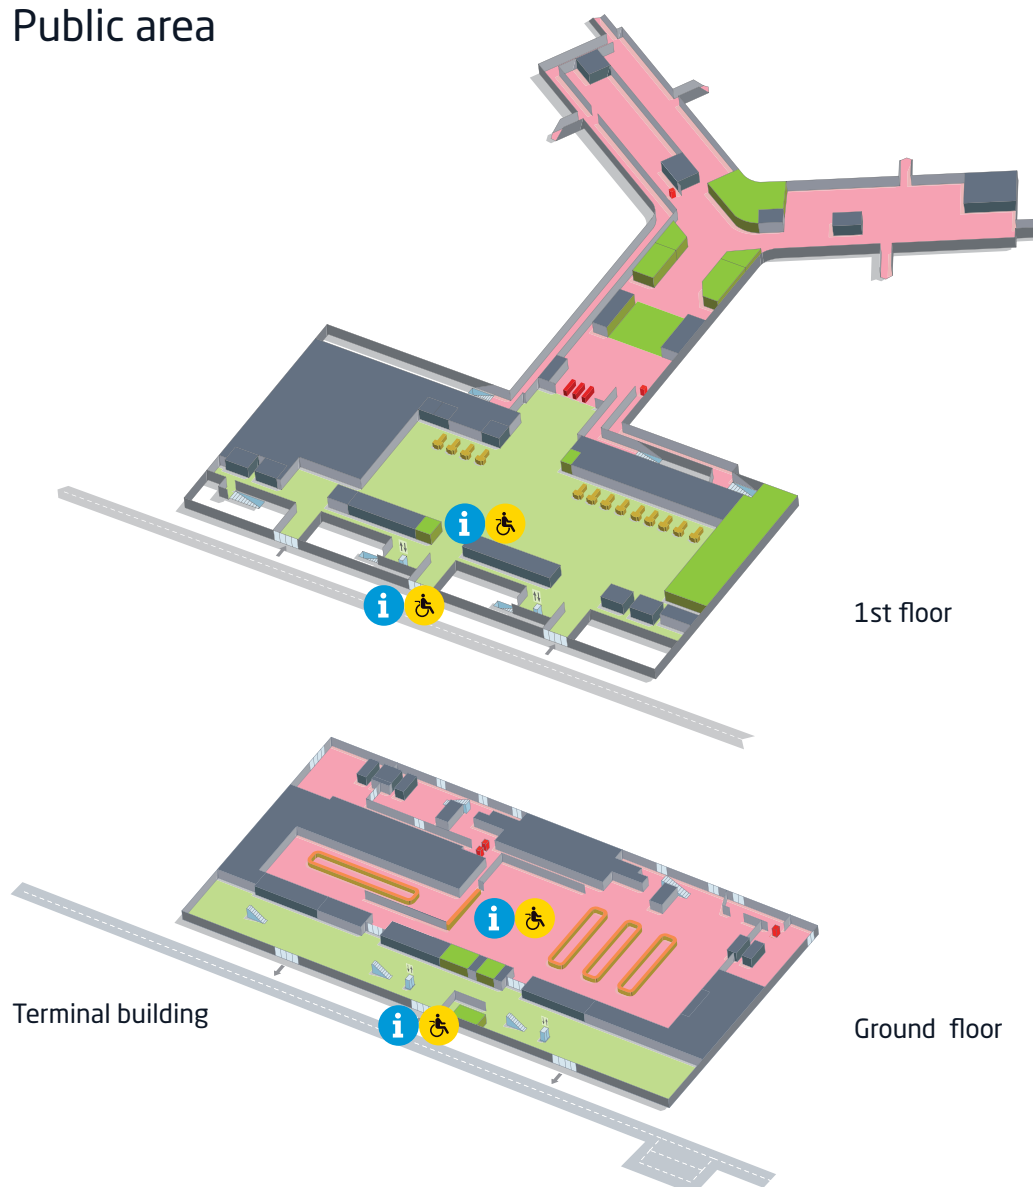 Public area
i
i
1st floor
i
Terminal building
i
Ground floor